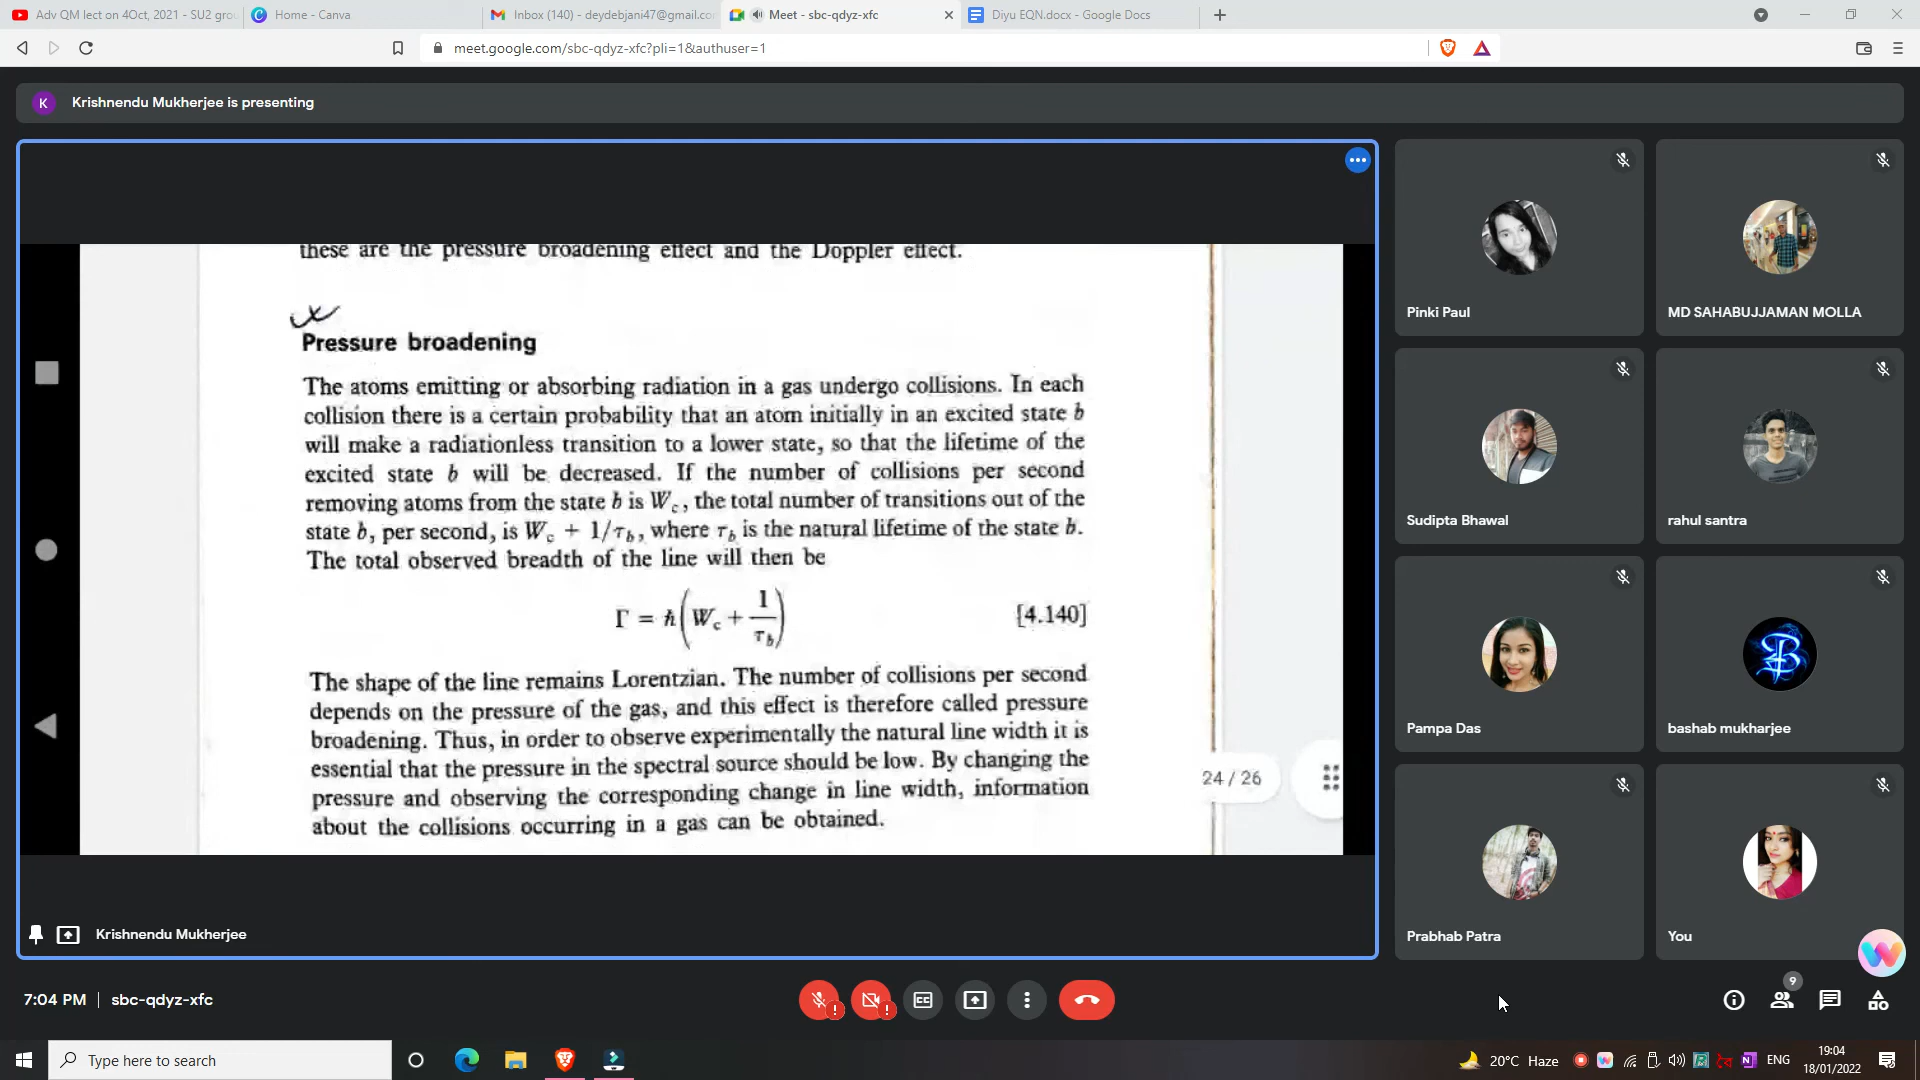 Adv QM lect on 4Oct, 2021 - SU2 grou
Home - Canva
Inbox (140) - deydebjani47@gmail.co
Meet - sbc-qdyz-xfc
Diyu EQN.docx - Google Docs
meet.google.com/sbc-qdyz-xfc?pli=1&authuser=1
K
Krishnendu Mukherjee is presenting
these are the pressure broadening effect and the Doppler effect.
Pressure broadening
The atoms emitting or absorbing radiation in a gas undergo collisions. In each
collision there is a certain probability that an atom initially in an excited state b
will make a radiationless transition to a lower state, so that the lifetime of the
excited state b will be decreased. If the number of collisions per second
removing atoms from the state b is W_c, the total number of transitions out of the
state b, per second, is W_c + 1/τ_b, where τ_b is the natural lifetime of the state b.
The total observed breadth of the line will then be
Γ = ħ(W_c + 1/τ_b) [4.140]
The shape of the line remains Lorentzian. The number of collisions per second
depends on the pressure of the gas, and this effect is therefore called pressure
broadening. Thus, in order to observe experimentally the natural line width it is
essential that the pressure in the spectral source should be low. By changing the
pressure and observing the corresponding change in line width, information
about the collisions occurring in a gas can be obtained.
24 / 26
Krishnendu Mukherjee
Pinki Paul
MD SAHABUJJAMAN MOLLA
Sudipta Bhawal
rahul santra
Pampa Das
bashab mukharjee
Prabhab Patra
You
7:04 PM | sbc-qdyz-xfc
CC
9
Type here to search
20°C Haze
ENG
19:04
18/01/2022